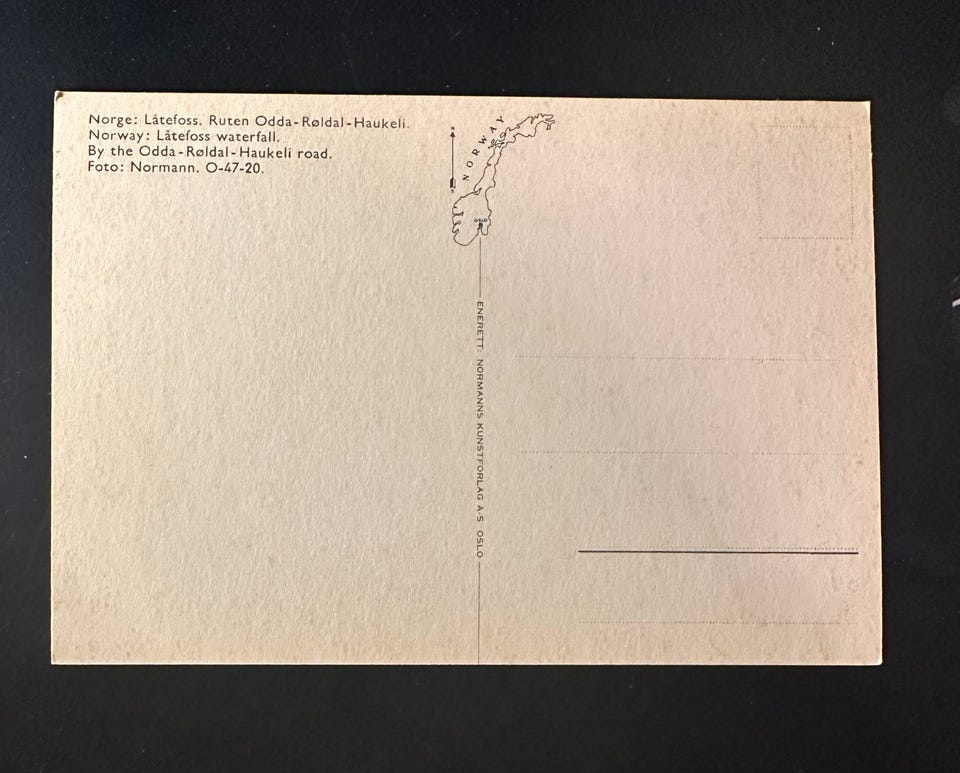 Norge: Låtefoss. Ruten Odda-Røldal-Haukeli.
Norway: Låtefoss waterfall.
By the Odda-Røldal-Haukeli road.
Foto: Normann. O-47-20.
NORWAY
OSLO
ENERETT: NORMANNS KUNSTFORLAG A-S OSLO